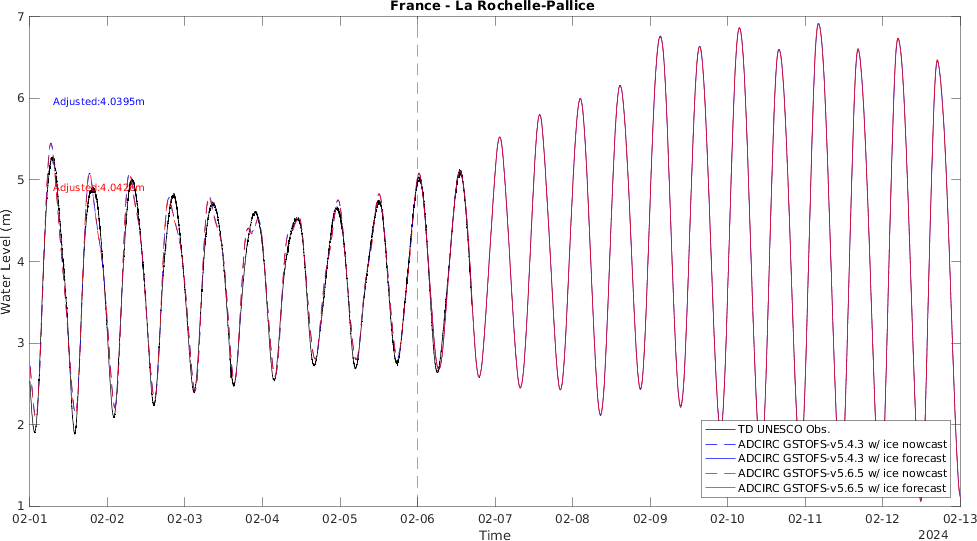 France - La Rochelle-Pallice
7
6
5
4
3
2
1
Water Level (m)
Adjusted:4.0395m
TD UNESCO Obs.
ADCIRC GSTOFS-v5.4.3 w/ ice nowcast
ADCIRC GSTOFS-v5.4.3 w/ ice forecast
ADCIRC GSTOFS-v5.6.5 w/ ice nowcast
ADCIRC GSTOFS-v5.6.5 w/ ice forecast
02-01 02-02 02-03 02-04 02-05 02-06 02-07 02-08 02-09 02-10 02-11 02-12 02-13
Time
2024